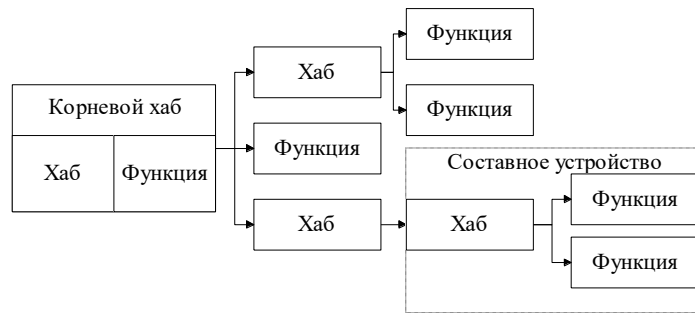 Функция
Хаб
Функция
Корневой хаб
Хаб
Функция
Функция
Составное устройство
Функция
Хаб
Хаб
Функция